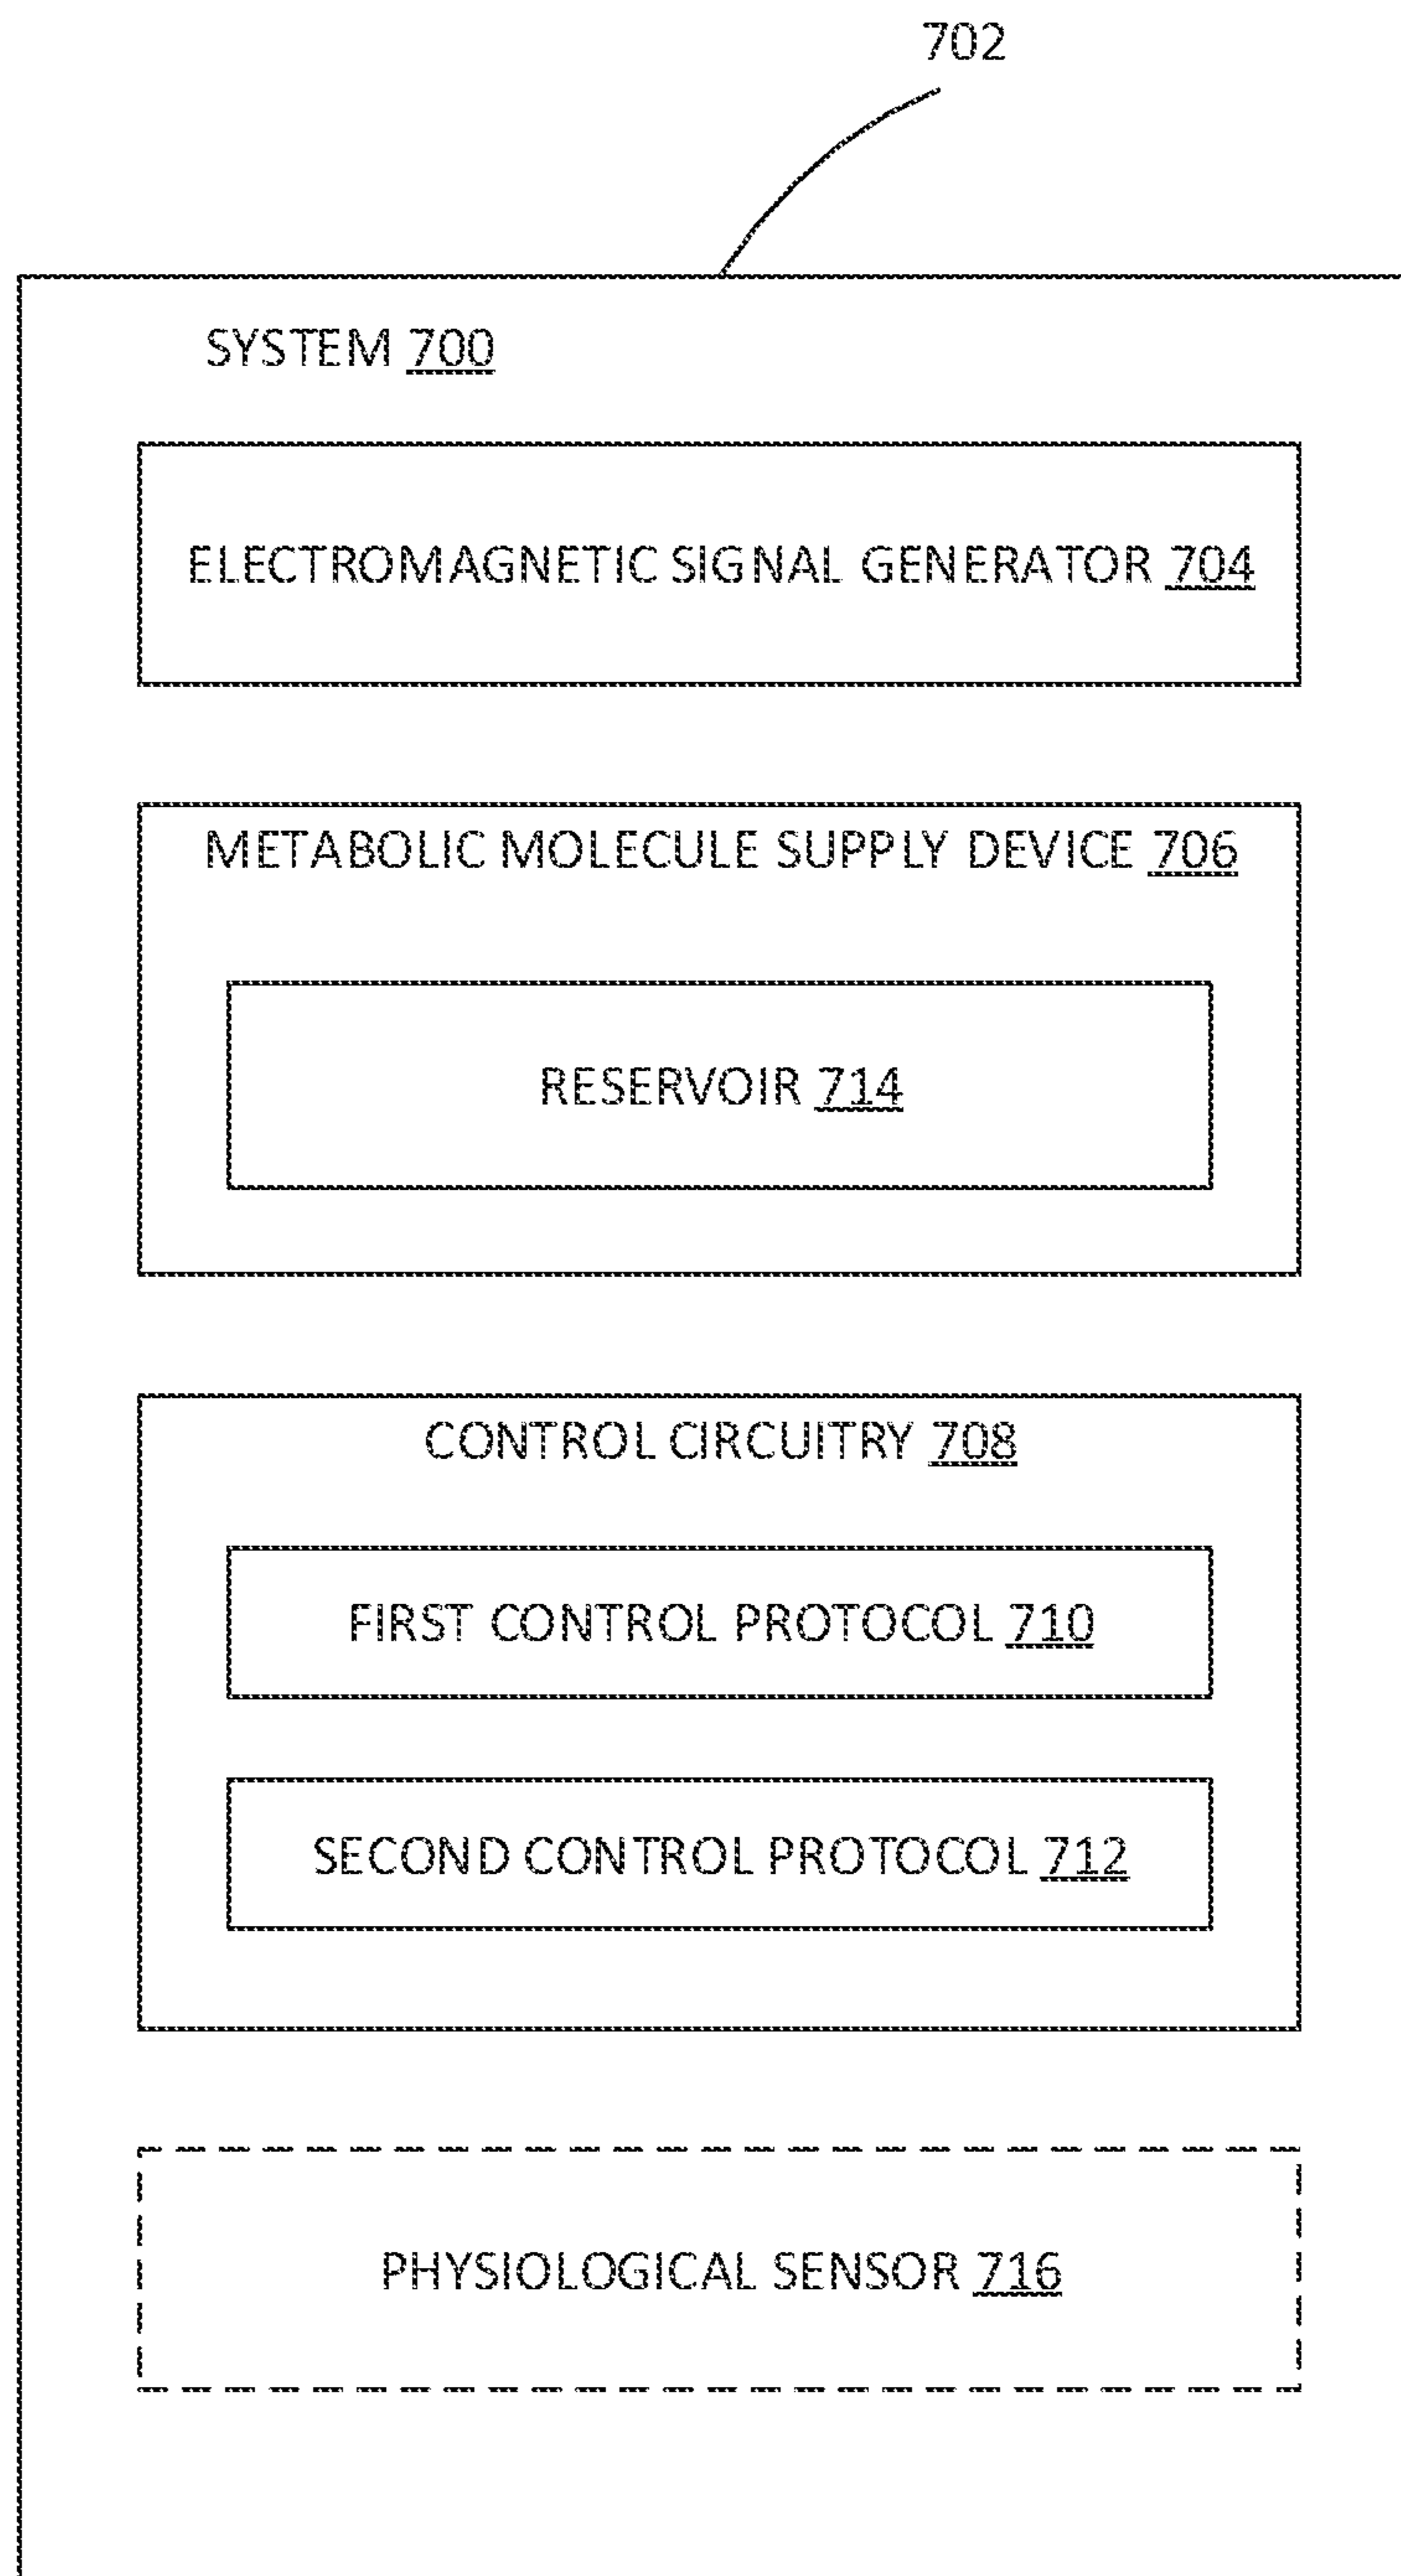 702
SYSTEM 700
ELECTROMAGNETIC SIGNAL GENERATOR 704
METABOLIC MOLECULE SUPPLY DEVICE 706
RESERVOIR 714
CONTROL CIRCUITRY 708
FIRST CONTROL PROTOCOL 710
SECOND CONTROL PROTOCOL 712
PHYSIOLOGICAL SENSOR 716